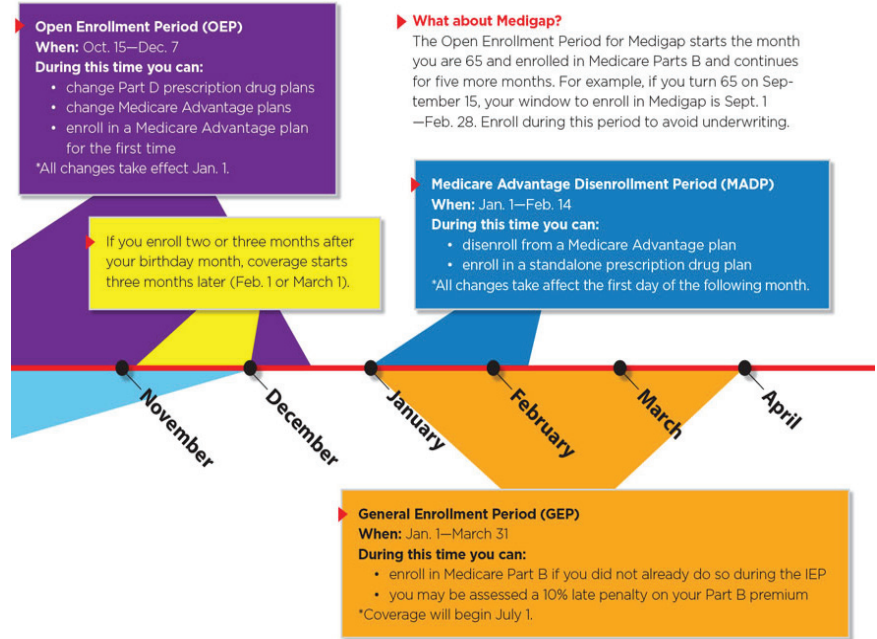 Open Enrollment Period (OEP)
When: Oct. 15—Dec. 7
During this time you can:
• change Part D prescription drug plans
• change Medicare Advantage plans
• enroll in a Medicare Advantage plan
for the first time
*All changes take effect Jan. 1.
What about Medigap?
The Open Enrollment Period for Medigap starts the month
you are 65 and enrolled in Medicare Parts B and continues
for five more months. For example, if you turn 65 on Sep-
tember 15, your window to enroll in Medigap is Sept. 1
—Feb. 28. Enroll during this period to avoid underwriting.
If you enroll two or three months after
your birthday month, coverage starts
three months later (Feb. 1 or March 1).
Medicare Advantage Disenrollment Period (MADP)
When: Jan. 1—Feb. 14
During this time you can:
• disenroll from a Medicare Advantage plan
• enroll in a standalone prescription drug plan
*All changes take affect the first day of the following month.
November
December
January
February
March
April
General Enrollment Period (GEP)
When: Jan. 1—March 31
During this time you can:
• enroll in Medicare Part B if you did not already do so during the IEP
• you may be assessed a 10% late penalty on your Part B premium
*Coverage will begin July 1.